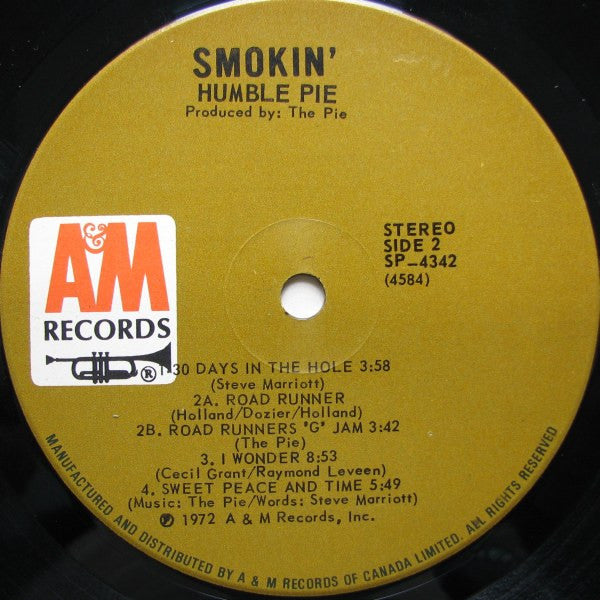 SMOKIN'
HUMBLE PIE
Produced by: The Pie
A&M
RECORDS
®
STEREO
SIDE 2
SP-4342
(4584)
1-30 DAYS IN THE HOLE 3:58
(Steve Marriott)
2A. ROAD RUNNER
(Holland/Dozier/Holland)
2B. ROAD RUNNERS "G" JAM 3:42
(The Pie)
3. I WONDER 8:53
(Cecil Grant/Raymond Leveen)
4. SWEET PEACE AND TIME 5:49
(Music: The Pie/Words: Steve Marriott)
℗ 1972 A & M Records, Inc.
MANUFACTURED AND DISTRIBUTED BY A & M RECORDS OF CANADA LIMITED. ALL RIGHTS RESERVED